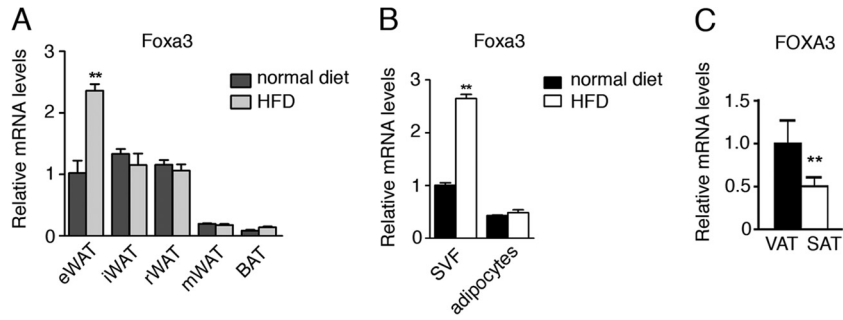 A
Foxa3
Relative mRNA levels
3
2
1
0
**
normal diet
HFD
eWAT
iWAT
rWAT
mWAT
BAT
B
Foxa3
Relative mRNA levels
3
2
1
0
**
normal diet
HFD
SVF
adipocytes
C
FOXA3
Relative mRNA levels
1.5
1.0
0.5
0
**
VAT SAT